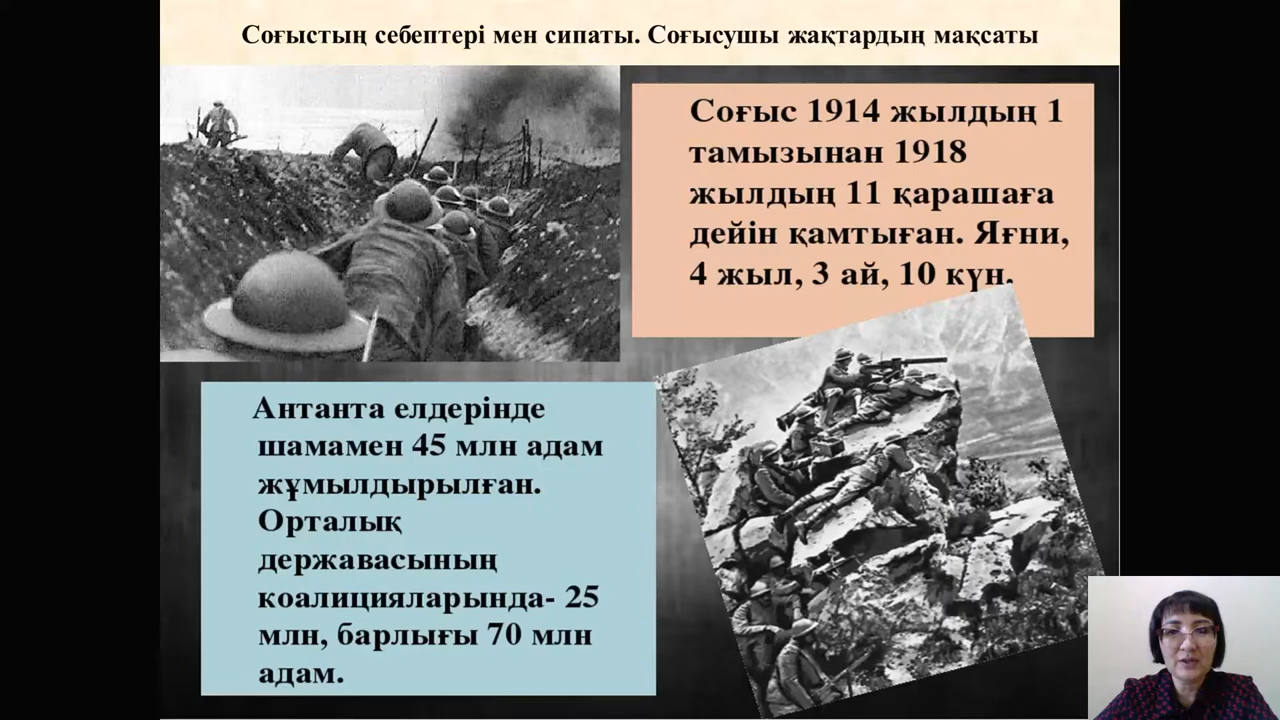 Соғыстың себептері мен сипаты. Соғысушы жақтардың мақсаты
Соғыс 1914 жылдың 1
тамызынан 1918
жылдың 11 қарашаға
дейін қамтыған. Яғни,
4 жыл, 3 ай, 10 күн.
Антанта елдерінде
шамамен 45 млн адам
жұмылдырылған.
Орталық
державасының
коалицияларында- 25
млн, барлығы 70 млн
адам.